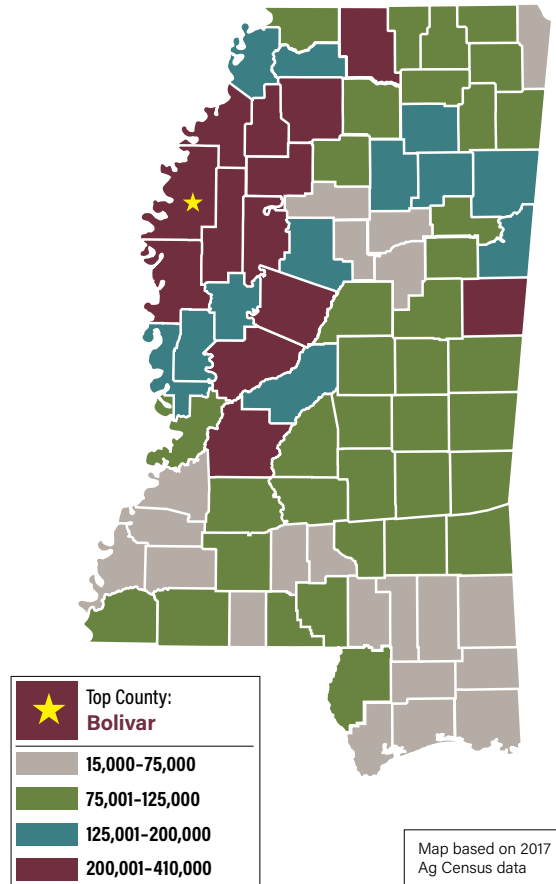 Top County:
Bolivar
15,000–75,000
75,001–125,000
125,001–200,000
200,001–410,000
Map based on 2017
Ag Census data